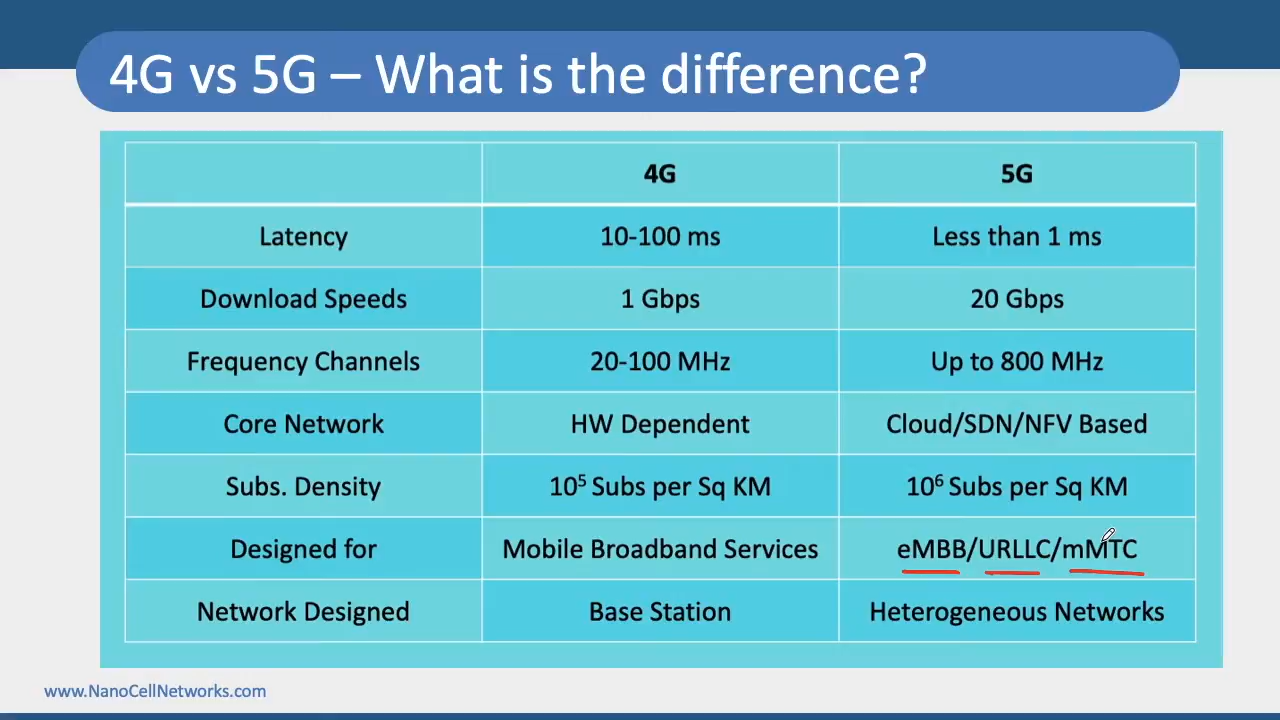 4G vs 5G – What is the difference?
4G 5G
Latency 10-100 ms Less than 1 ms
Download Speeds 1 Gbps 20 Gbps
Frequency Channels 20-100 MHz Up to 800 MHz
Core Network HW Dependent Cloud/SDN/NFV Based
Subs. Density 10⁵ Subs per Sq KM 10⁶ Subs per Sq KM
Designed for Mobile Broadband Services eMBB/URLLC/mMTC
Network Designed Base Station Heterogeneous Networks
www.NanoCellNetworks.com